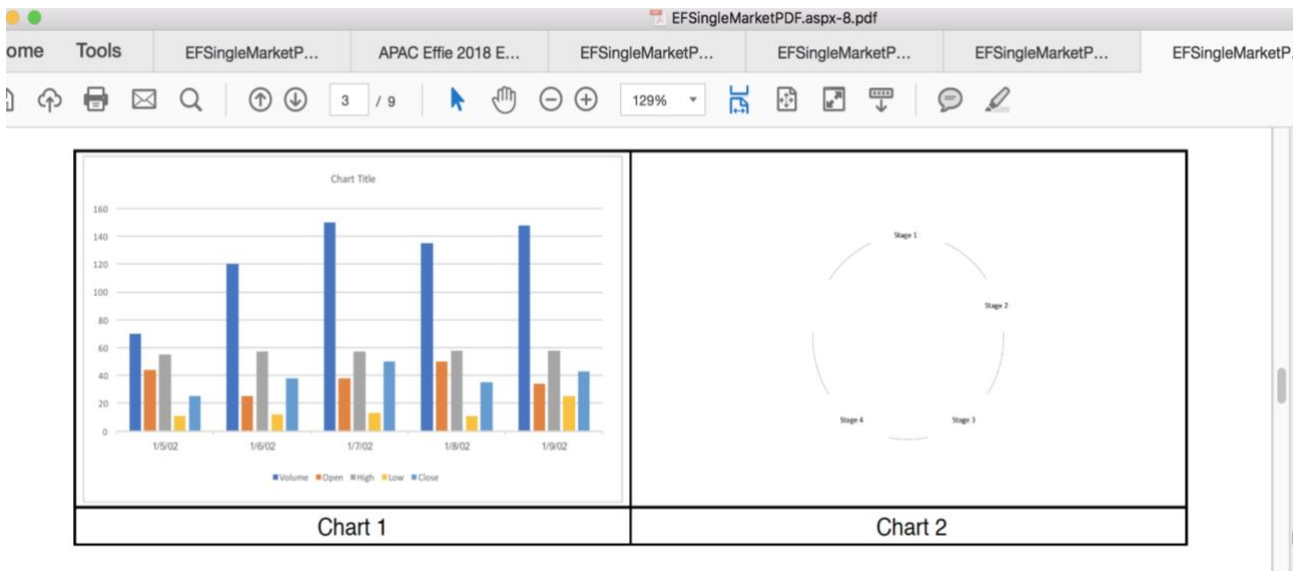 EFSingleMarketPDF.aspx-8.pdf
ome Tools EFSingleMarketP... APAC Effie 2018 E... EFSingleMarketP... EFSingleMarketP... EFSingleMarketP... EFSingleMarketP.
3 / 9 129%
Chart Title
160
140
120
100
80
60
40
20
0
1/5/02 1/6/02 1/7/02 1/8/02 1/9/02
Volume Open High Low Close
Stage 1
Stage 2
Stage 4 Stage 3
Chart 1 Chart 2